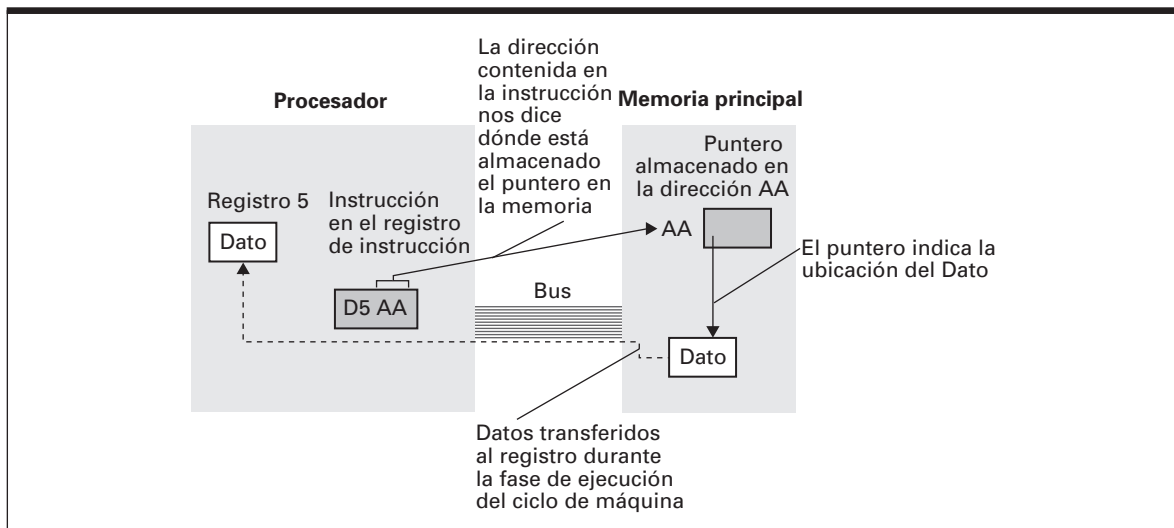 La dirección
contenida en
la instrucción
nos dice
dónde está
almacenado
el puntero en
la memoria
Procesador
Memoria principal
Puntero
almacenado en
la dirección AA
Registro 5
Dato
Instrucción
en el registro
de instrucción
D5 AA
AA
El puntero indica la
ubicación del Dato
Bus
Dato
Datos transferidos
al registro durante
la fase de ejecución
del ciclo de máquina